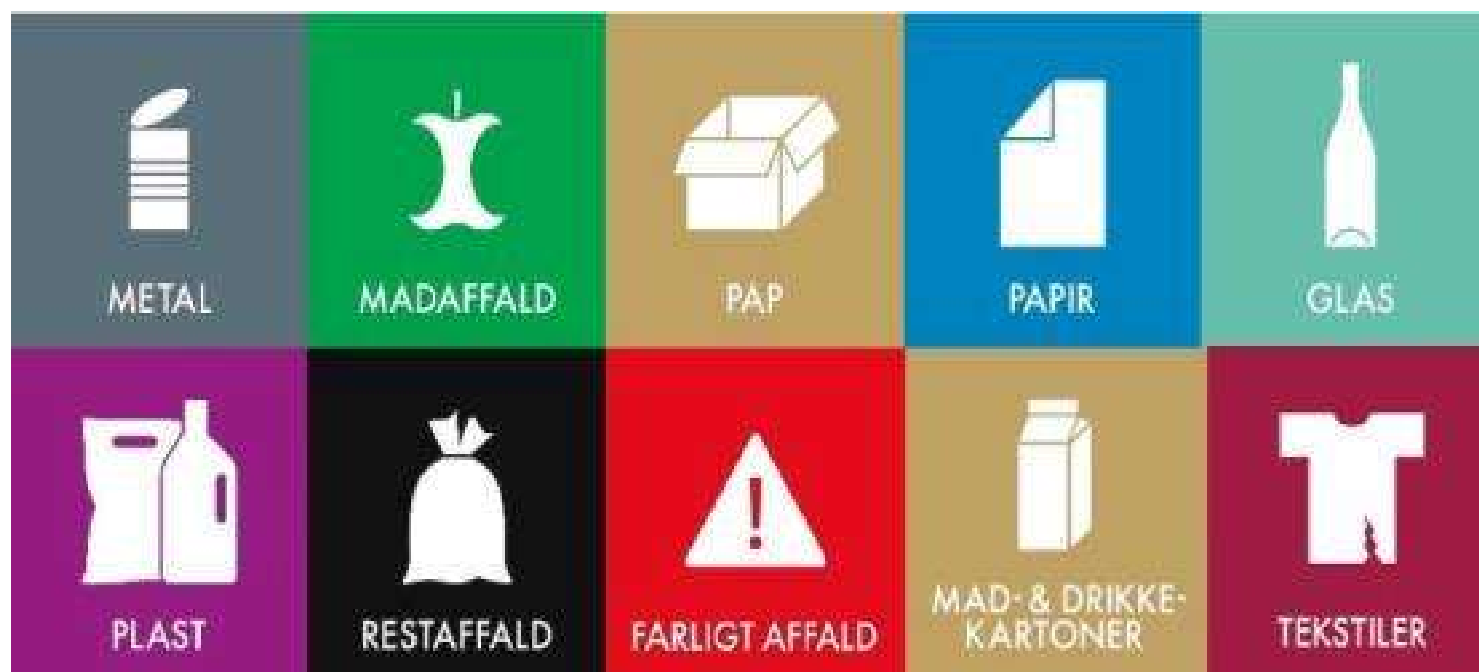 METAL
MADAFFALD
PAP
PAPIR
GLAS
PLAST
RESTAFFALD
FARLIGT AFFALD
MAD- & DRIKKE-
KARTONER
TEKSTILER